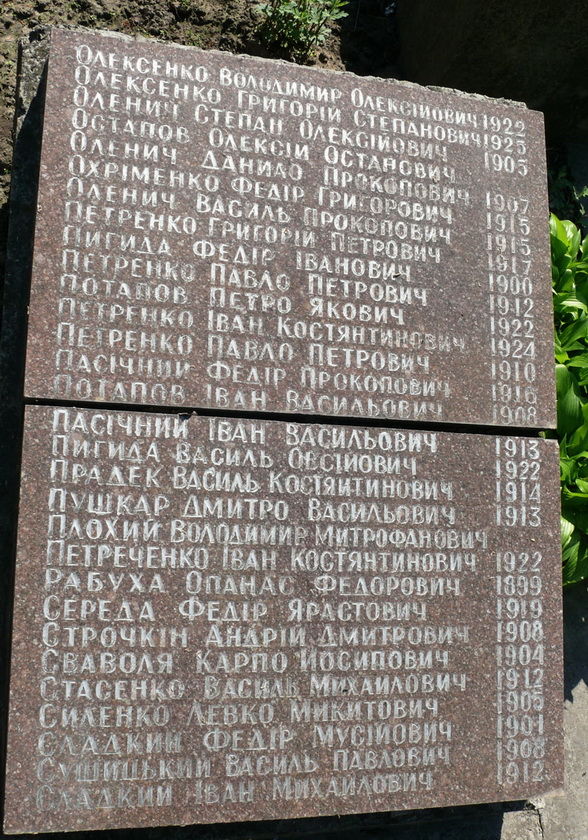 ОЛЕКСЕНКО ВОЛОДИМИР ОЛЕКСІЙОВИЧ 1922
ОЛЕКСЕНКО ГРИГОРІЙ СТЕПАНОВИЧ 1925
ОЛЕНИЧ СТЕПАН ОЛЕКСІЙОВИЧ 1905
ОСТАПОВ ОЛЕКСІЙ ОСТАПОВИЧ
ОЛЕНИЧ ДАНИЛО ПРОКОПОВИЧ 1907
ОХРІМЕНКО ФЕДІР ГРИГОРОВИЧ 1915
ОЛЕНИЧ ВАСИЛЬ ПРОКОПОВИЧ 1915
ПЕТРЕНКО ГРИГОРІЙ ПЕТРОВИЧ 1917
ПИГИДА ФЕДІР ІВАНОВИЧ 1900
ПЕТРЕНКО ПАВЛО ПЕТРОВИЧ 1912
ПОТАПОВ ПЕТРО ЯКОВИЧ 1922
ПЕТРЕНКО ІВАН КОСТЯНТИНОВИЧ 1924
ПЕТРЕНКО ПАВЛО ПЕТРОВИЧ 1910
ПАСІЧНИЙ ФЕДІР ПРОКОПОВИЧ 1916
ПОТАПОВ ІВАН ВАСИЛЬОВИЧ 1908
ПАСІЧНИЙ ІВАН ВАСИЛЬОВИЧ 1913
ПИГИДА ВАСИЛЬ ОВСІЙОВИЧ 1922
ПРАДЕК ВАСИЛЬ КОСТЯНТИНОВИЧ 1914
ПУШКАР ДМИТРО ВАСИЛЬОВИЧ 1913
ПЛОХИЙ ВОЛОДИМИР МИТРОФАНОВИЧ
ПЕТРЕЧЕНКО ІВАН КОСТЯНТИНОВИЧ 1922
РАБУХА ОПАНАС ФЕДОРОВИЧ 1899
СЕРЕДА ФЕДІР ЯРАСТОВИЧ 1919
СТРОЧКІН АНДРІЙ ДМИТРОВИЧ 1908
СВАВОЛЯ КАРПО ЙОСИПОВИЧ 1904
СТАСЕНКО ВАСИЛЬ МИХАЙЛОВИЧ 1912
СИЛЕНКО ЛЕВКО МИКИТОВИЧ 1905
СЛАДКИЙ ФЕДІР МУСІЙОВИЧ 1901
СУШИЦЬКИЙ ВАСИЛЬ ПАВЛОВИЧ 1908
СЛАДКИЙ ІВАН МИХАЙЛОВИЧ 1912